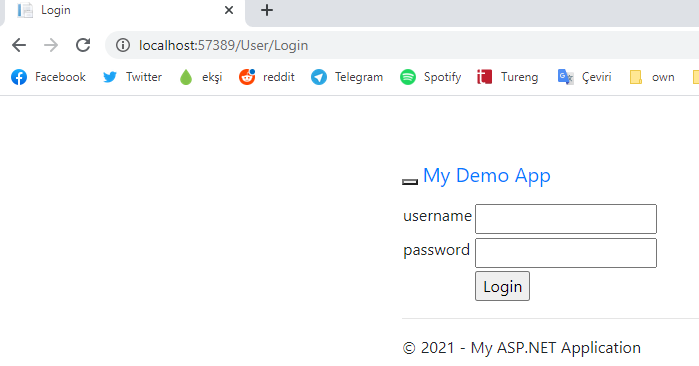 Login
localhost:57389/User/Login
Facebook Twitter ekşi reddit Telegram Spotify Tureng Çeviri own
My Demo App
username
password
Login
© 2021 - My ASP.NET Application